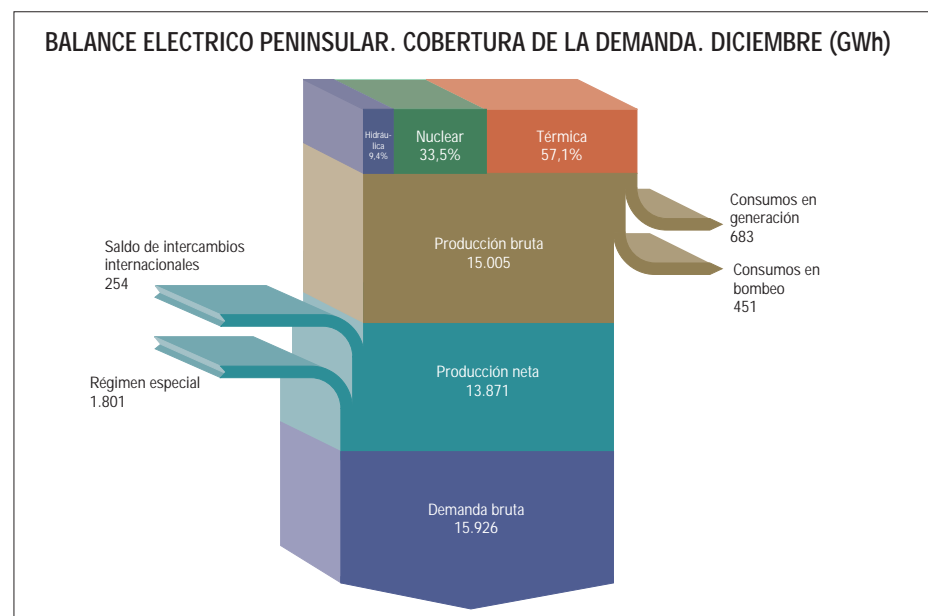 BALANCE ELECTRICO PENINSULAR. COBERTURA DE LA DEMANDA. DICIEMBRE (GWh)
Hidráu-
lica
9,4%
Nuclear
33,5%
Térmica
57,1%
Consumos en
generación
683
Producción bruta
15.005
Consumos en
bombeo
451
Saldo de intercambios
internacionales
254
Producción neta
13.871
Régimen especial
1.801
Demanda bruta
15.926